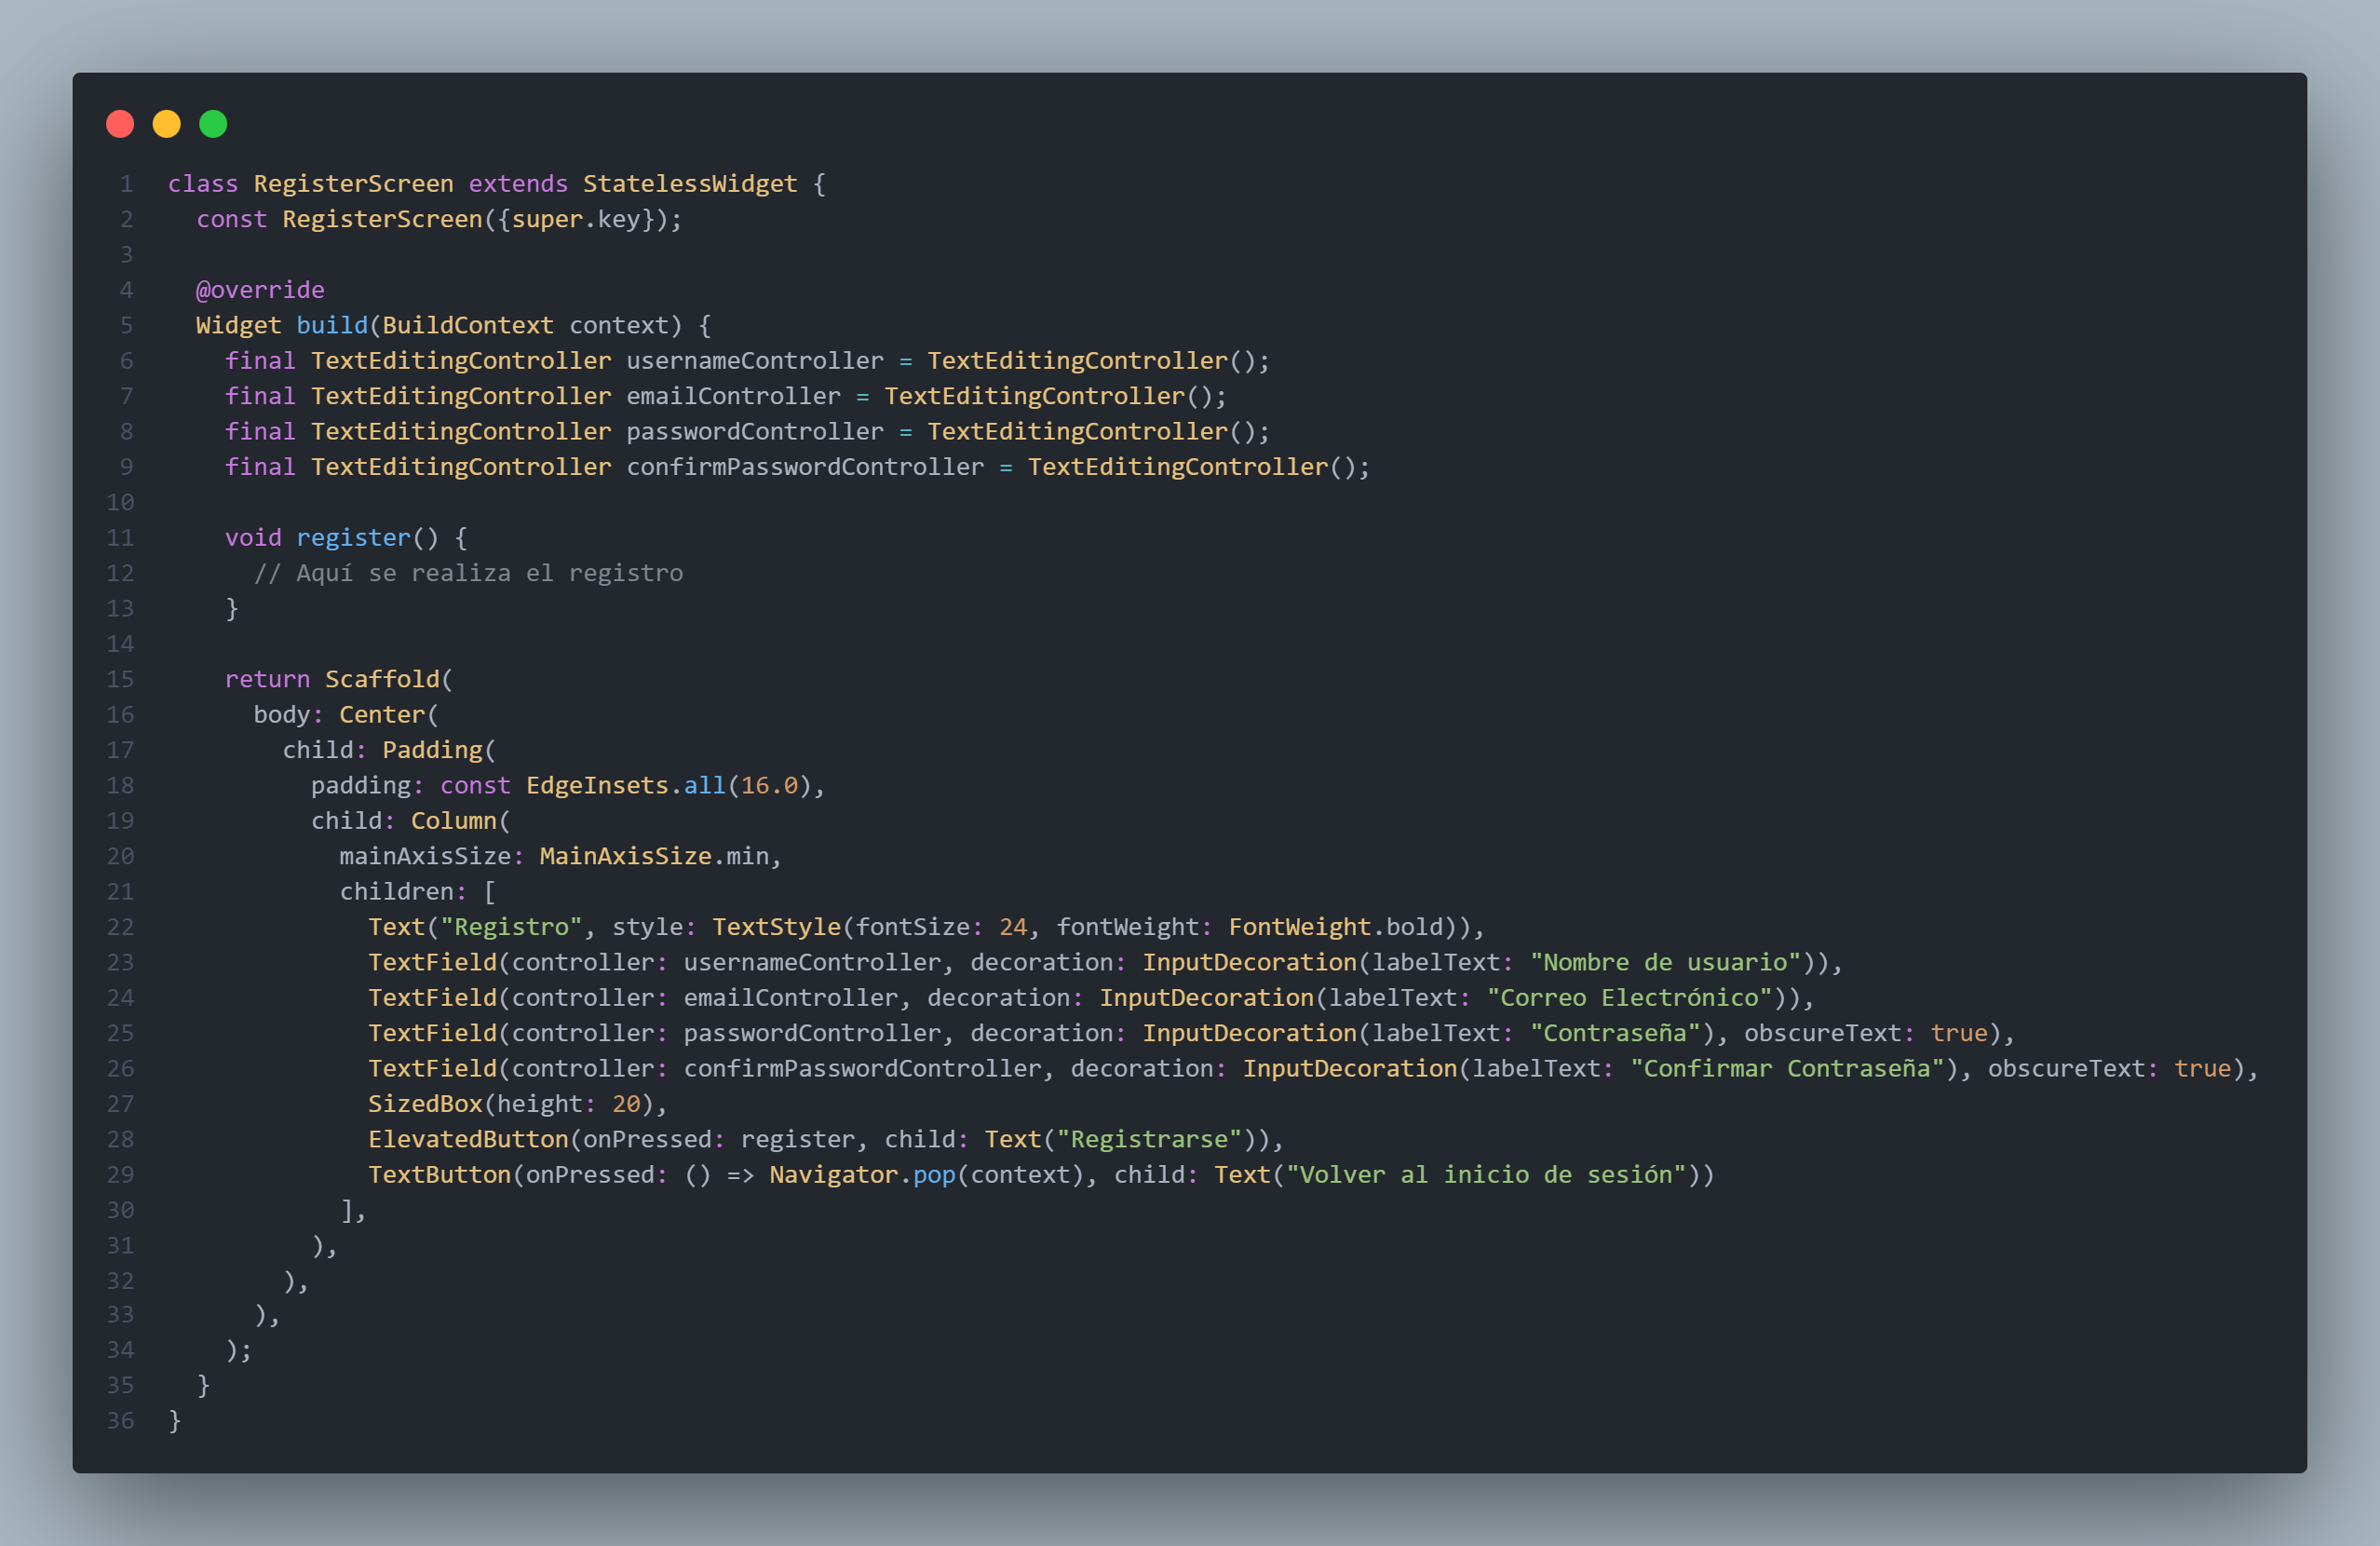 1 class RegisterScreen extends StatelessWidget {
2   const RegisterScreen({super.key});
3
4   @override
5   Widget build(BuildContext context) {
6     final TextEditingController usernameController = TextEditingController();
7     final TextEditingController emailController = TextEditingController();
8     final TextEditingController passwordController = TextEditingController();
9     final TextEditingController confirmPasswordController = TextEditingController();
10
11     void register() {
12       // Aquí se realiza el registro
13     }
14
15     return Scaffold(
16       body: Center(
17         child: Padding(
18           padding: const EdgeInsets.all(16.0),
19           child: Column(
20             mainAxisSize: MainAxisSize.min,
21             children: [
22               Text("Registro", style: TextStyle(fontSize: 24, fontWeight: FontWeight.bold)),
23               TextField(controller: usernameController, decoration: InputDecoration(labelText: "Nombre de usuario")),
24               TextField(controller: emailController, decoration: InputDecoration(labelText: "Correo Electrónico")),
25               TextField(controller: passwordController, decoration: InputDecoration(labelText: "Contraseña"), obscureText: true),
26               TextField(controller: confirmPasswordController, decoration: InputDecoration(labelText: "Confirmar Contraseña"), obscureText: true),
27               SizedBox(height: 20),
28               ElevatedButton(onPressed: register, child: Text("Registrarse")),
29               TextButton(onPressed: () => Navigator.pop(context), child: Text("Volver al inicio de sesión"))
30             ],
31           ),
32         ),
33       ),
34     );
35   }
36 }